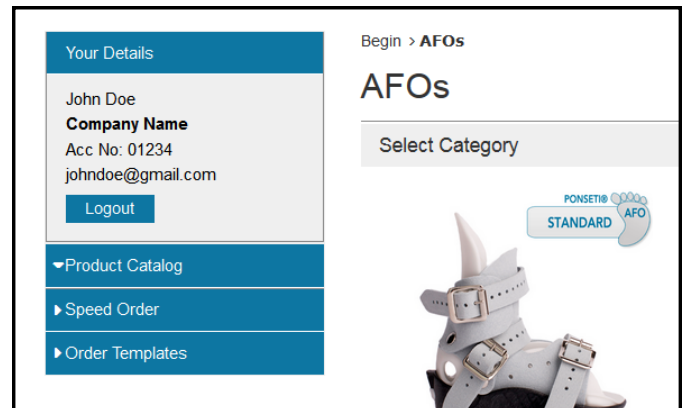 Your Details
John Doe
Company Name
Acc No: 01234
johndoe@gmail.com
Logout
Product Catalog
Speed Order
Order Templates
Begin > AFOs
AFOs
Select Category
PONSETI®
STANDARD
AFO